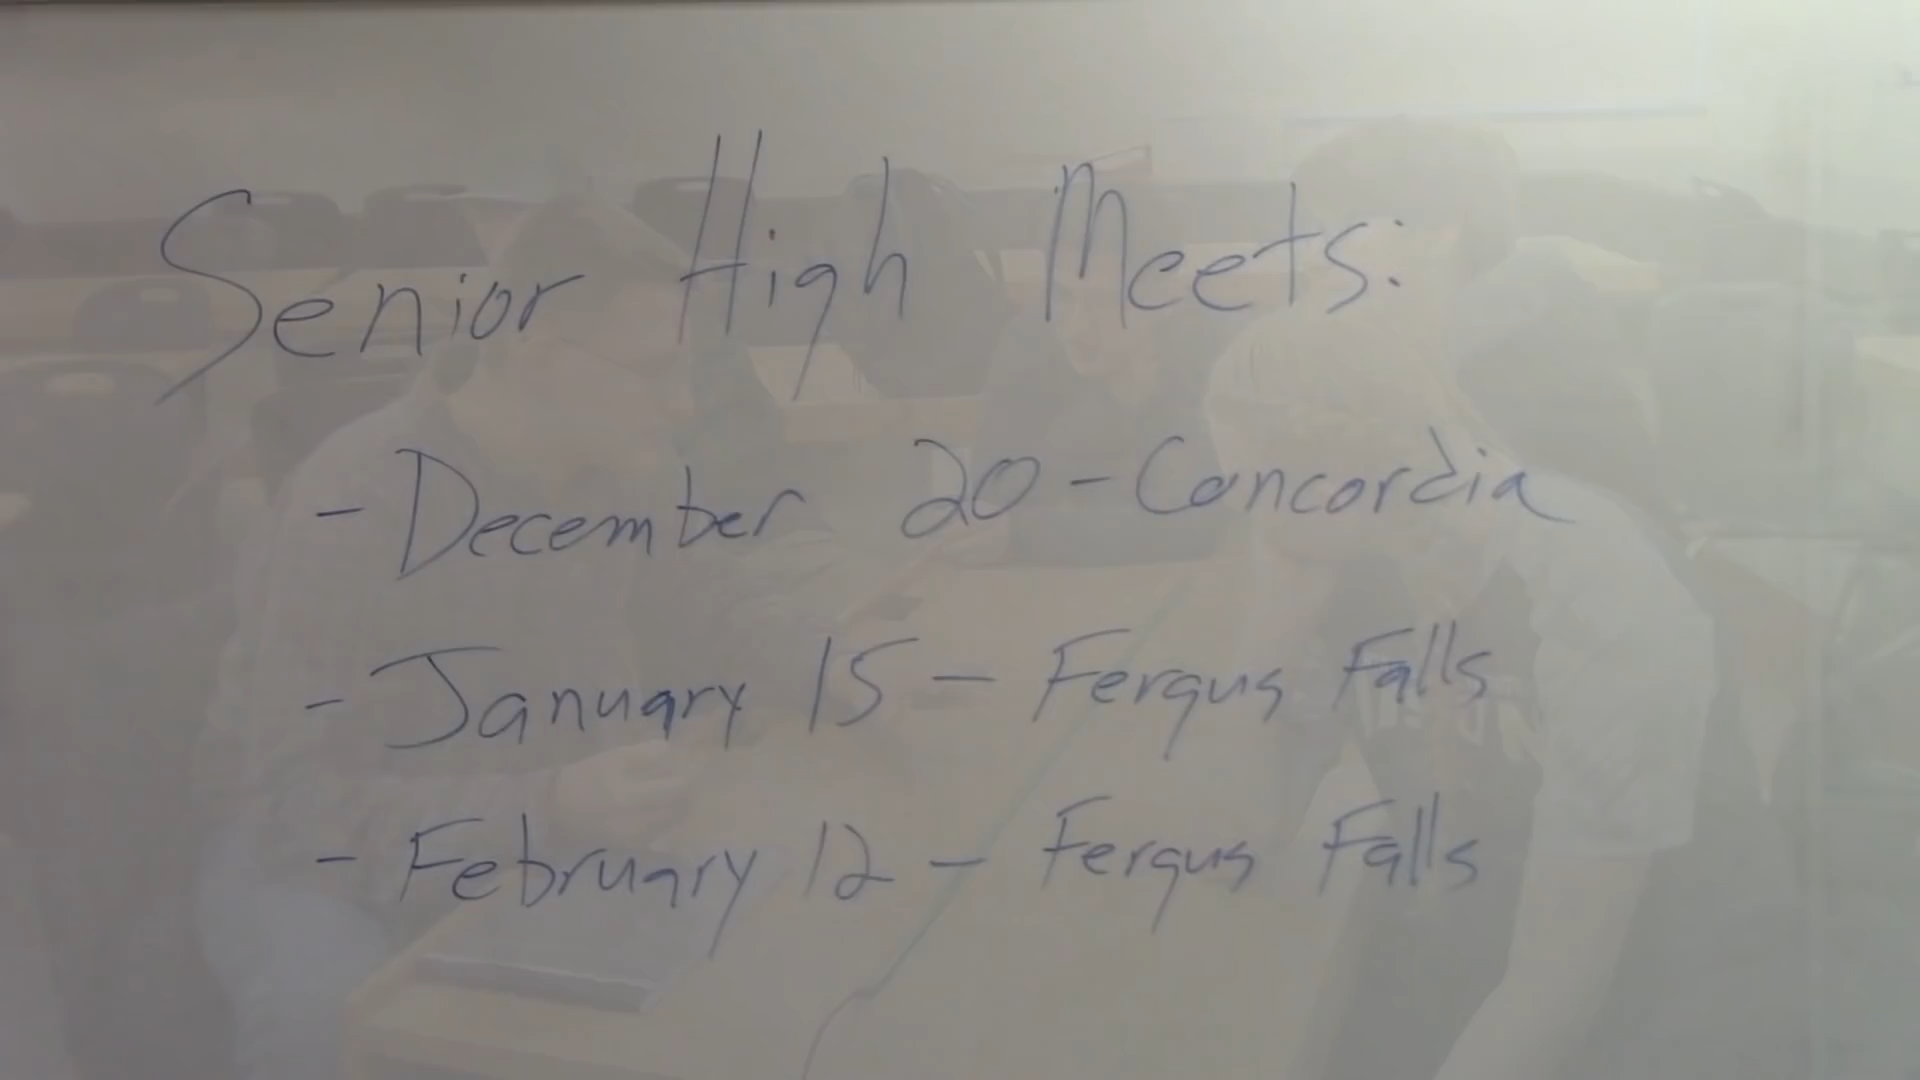 Senior High Meets:
- December 20 - Concordia
- January 15 - Fergus Falls
- February 12 - Fergus Falls